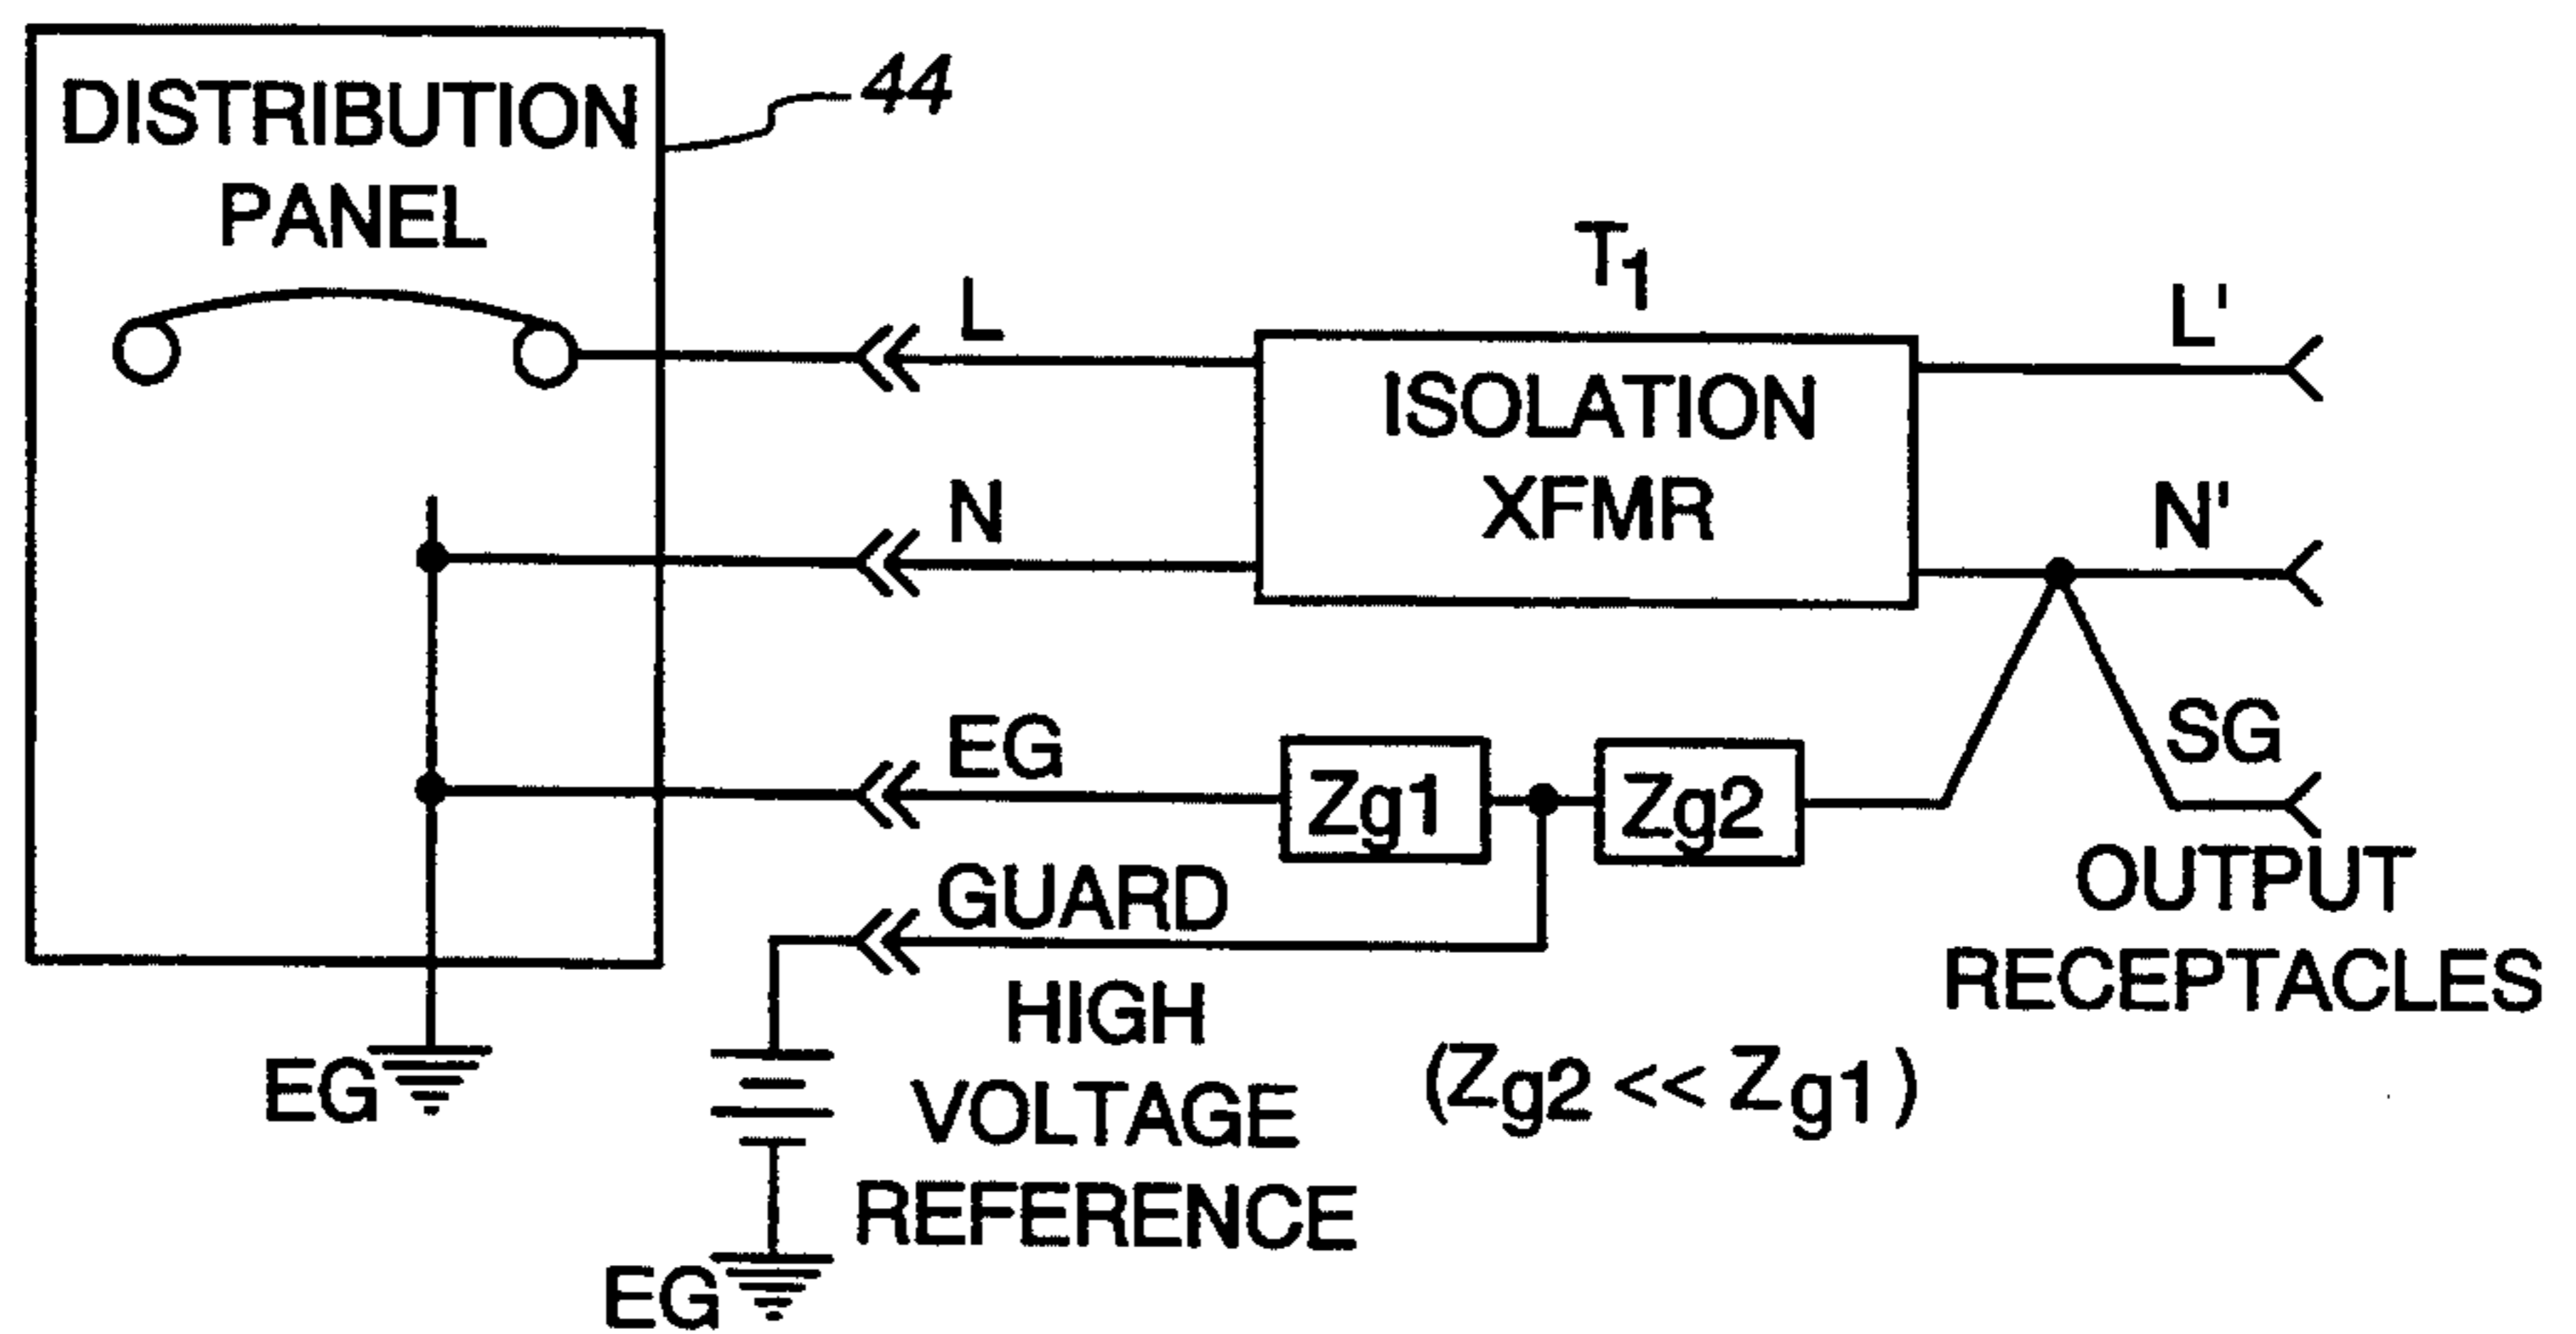 DISTRIBUTION
PANEL
44
T1
L
L'
ISOLATION
XFMR
N
N'
EG
Zg1
Zg2
SG
GUARD
OUTPUT
RECEPTACLES
HIGH
VOLTAGE
REFERENCE
(Zg2 << Zg1)
EG
EG